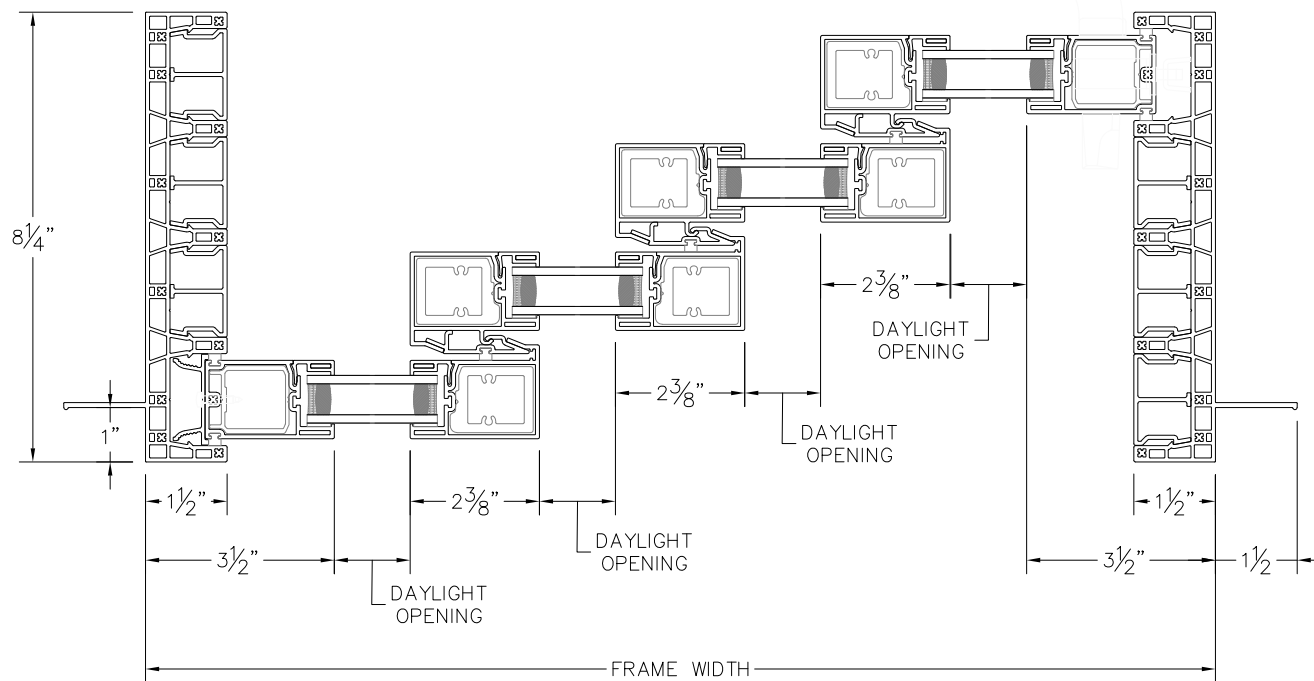 8¼"
2⅜"
DAYLIGHT
OPENING
2⅜"
1"
DAYLIGHT
OPENING
1½"
2⅜"
1½"
DAYLIGHT
OPENING
3½"
3½"
1½
DAYLIGHT
OPENING
FRAME WIDTH